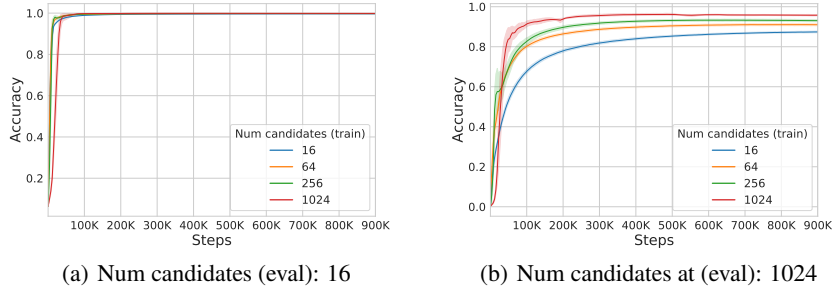 1.0
0.8
0.6
0.4
0.2
Accuracy
Num candidates (train)
16
64
256
1024
100K 200K 300K 400K 500K 600K 700K 800K 900K
Steps
(a) Num candidates (eval): 16
1.0
0.8
0.6
0.4
0.2
0.0
Accuracy
Num candidates (train)
16
64
256
1024
100K 200K 300K 400K 500K 600K 700K 800K 900K
Steps
(b) Num candidates at (eval): 1024